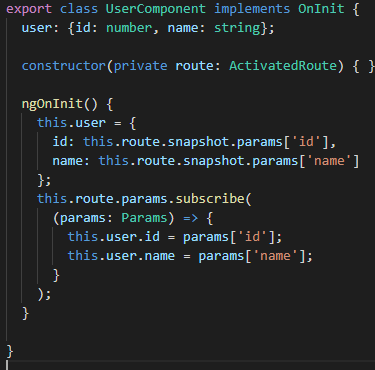 export class UserComponent implements OnInit {
  user: {id: number, name: string};

  constructor(private route: ActivatedRoute) { }

  ngOnInit() {
    this.user = {
      id: this.route.snapshot.params['id'],
      name: this.route.snapshot.params['name']
    };
    this.route.params.subscribe(
      (params: Params) => {
        this.user.id = params['id'];
        this.user.name = params['name'];
      }
    );
  }

}